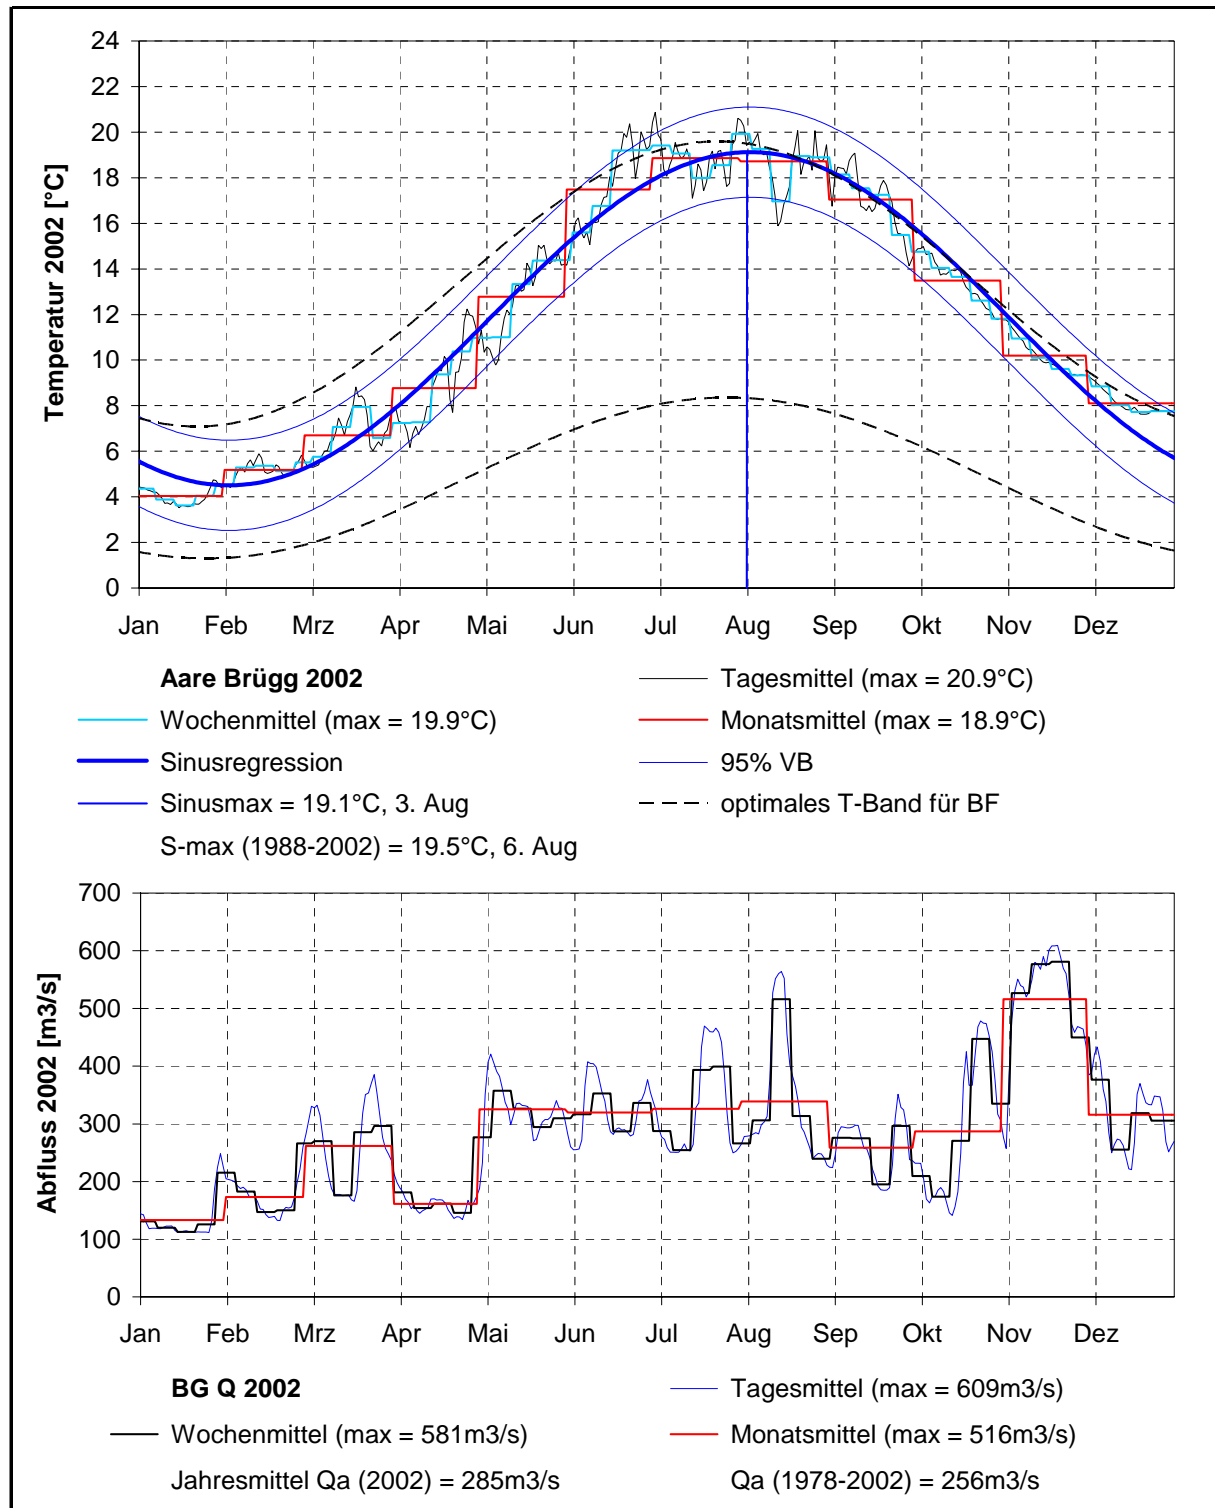 24
22
20
18
16
14
12
10
8
6
4
2
0
Temperatur 2002 [°C]
Jan Feb Mrz Apr Mai Jun Jul Aug Sep Okt Nov Dez
Aare Brügg 2002
Tagesmittel (max = 20.9°C)
Wochenmittel (max = 19.9°C)
Monatsmittel (max = 18.9°C)
Sinusregression
95% VB
Sinusmax = 19.1°C, 3. Aug
optimales T-Band für BF
S-max (1988-2002) = 19.5°C, 6. Aug
700
600
500
400
300
200
100
0
Abfluss 2002 [m3/s]
Jan Feb Mrz Apr Mai Jun Jul Aug Sep Okt Nov Dez
BG Q 2002
Tagesmittel (max = 609m3/s)
Wochenmittel (max = 581m3/s)
Monatsmittel (max = 516m3/s)
Jahresmittel Qa (2002) = 285m3/s
Qa (1978-2002) = 256m3/s